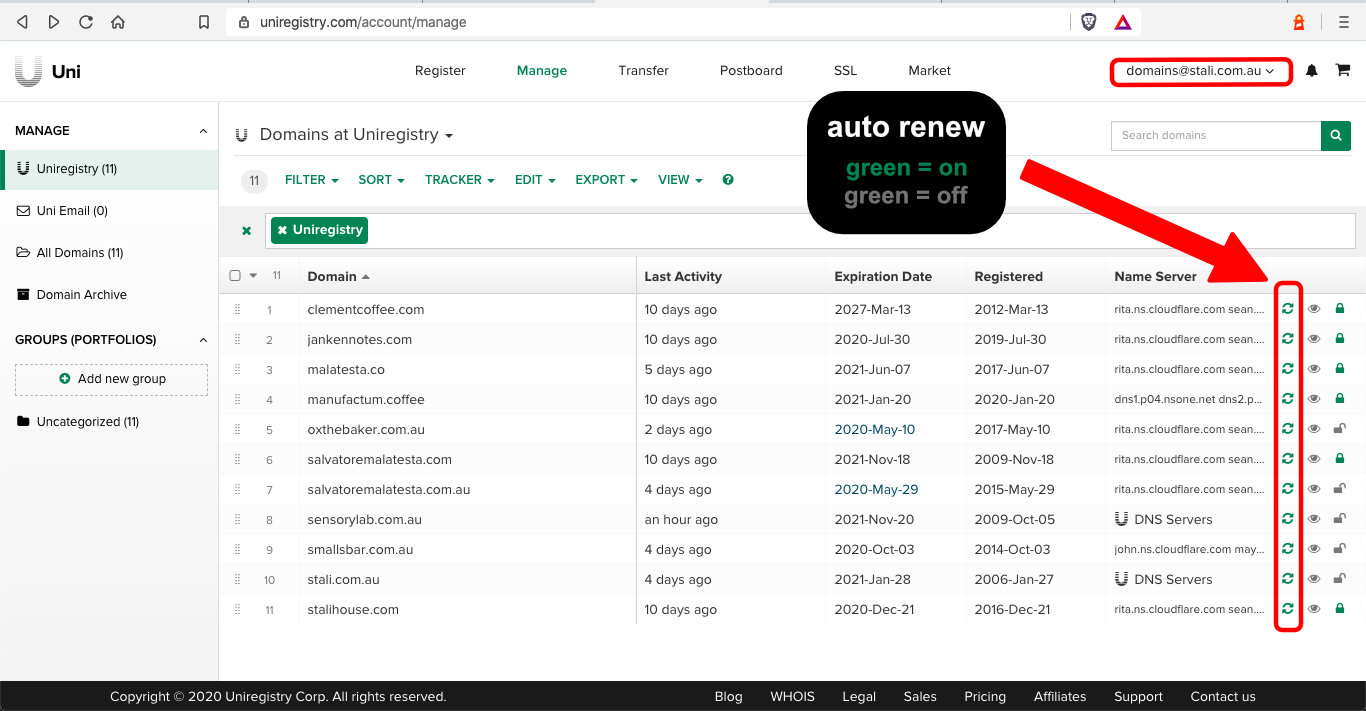 uniregistry.com/account/manage
Uni
Register Manage Transfer Postboard SSL Market domains@stali.com.au
MANAGE
Uniregistry (11)
Uni Email (0)
All Domains (11)
Domain Archive
GROUPS (PORTFOLIOS)
Add new group
Uncategorized (11)
Domains at Uniregistry
auto renew
green = on
green = off
Search domains
11 FILTER SORT TRACKER EDIT EXPORT VIEW ?
Uniregistry
11 Domain Last Activity Expiration Date Registered Name Server
1 clementcoffee.com 10 days ago 2027-Mar-13 2012-Mar-13 rita.ns.cloudflare.com sean....
2 jankennotes.com 10 days ago 2020-Jul-30 2019-Jul-30 rita.ns.cloudflare.com sean....
3 malatesta.co 5 days ago 2021-Jun-07 2017-Jun-07 rita.ns.cloudflare.com sean....
4 manufactum.coffee 10 days ago 2021-Jan-20 2020-Jan-20 dns1.p04.nsone.net dns2.p...
5 oxthebaker.com.au 2 days ago 2020-May-10 2017-May-10 rita.ns.cloudflare.com sean....
6 salvatoremalatesta.com 10 days ago 2021-Nov-18 2009-Nov-18 rita.ns.cloudflare.com sean....
7 salvatoremalatesta.com.au 4 days ago 2020-May-29 2015-May-29 rita.ns.cloudflare.com sean....
8 sensorylab.com.au an hour ago 2021-Nov-20 2009-Oct-05 DNS Servers
9 smallsbar.com.au 4 days ago 2020-Oct-03 2014-Oct-03 john.ns.cloudflare.com may...
10 stali.com.au 4 days ago 2021-Jan-28 2006-Jan-27 DNS Servers
11 stalihouse.com 10 days ago 2020-Dec-21 2016-Dec-21 rita.ns.cloudflare.com sean....
Copyright © 2020 Uniregistry Corp. All rights reserved. Blog WHOIS Legal Sales Pricing Affiliates Support Contact us